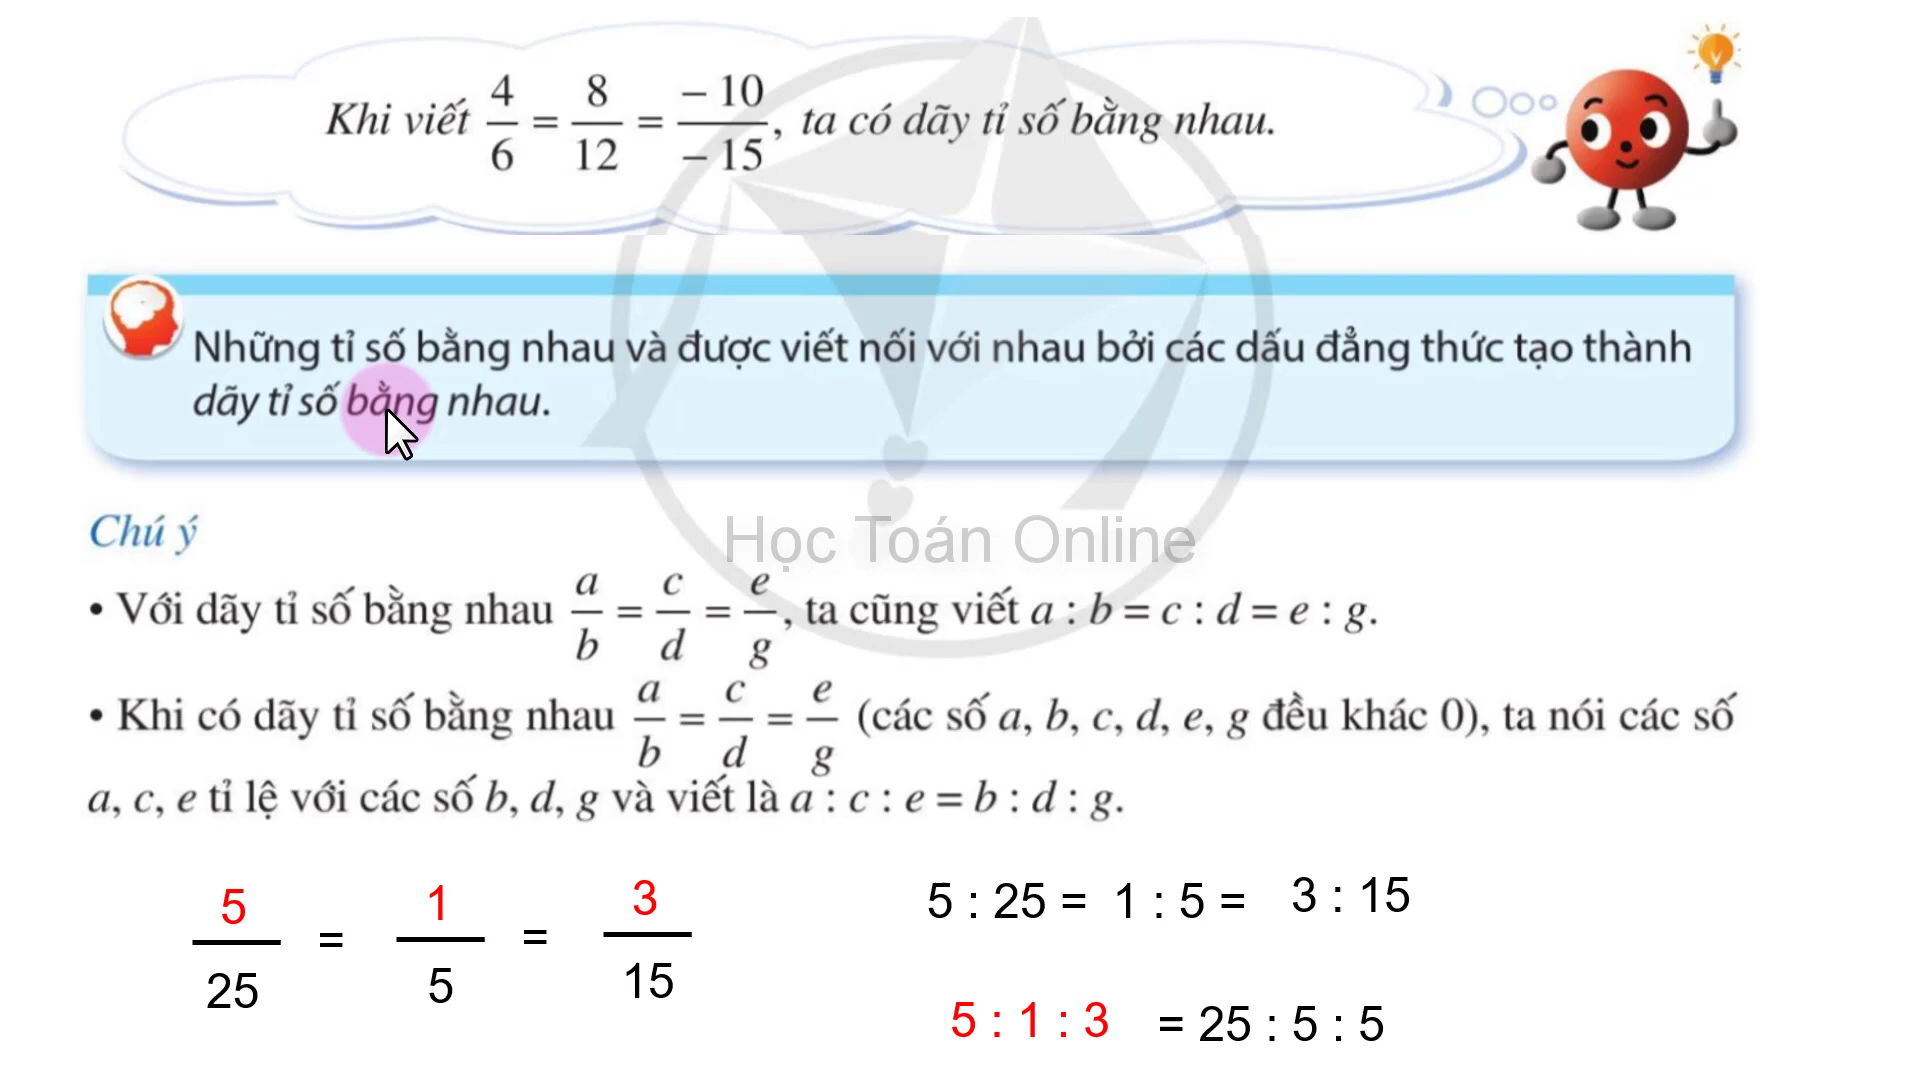 Khi viết 4/6 = 8/12 = – 10/– 15, ta có dãy tỉ số bằng nhau.
Những tỉ số bằng nhau và được viết nối với nhau bởi các dấu đẳng thức tạo thành
dãy tỉ số bằng nhau.
Học Toán Online
Chú ý
• Với dãy tỉ số bằng nhau a/b = c/d = e/g, ta cũng viết a : b = c : d = e : g.
• Khi có dãy tỉ số bằng nhau a/b = c/d = e/g (các số a, b, c, d, e, g đều khác 0), ta nói các số
a, c, e tỉ lệ với các số b, d, g và viết là a : c : e = b : d : g.
5/25 = 1/5 = 3/15
5 : 25 = 1 : 5 = 3 : 15
5 : 1 : 3 = 25 : 5 : 5